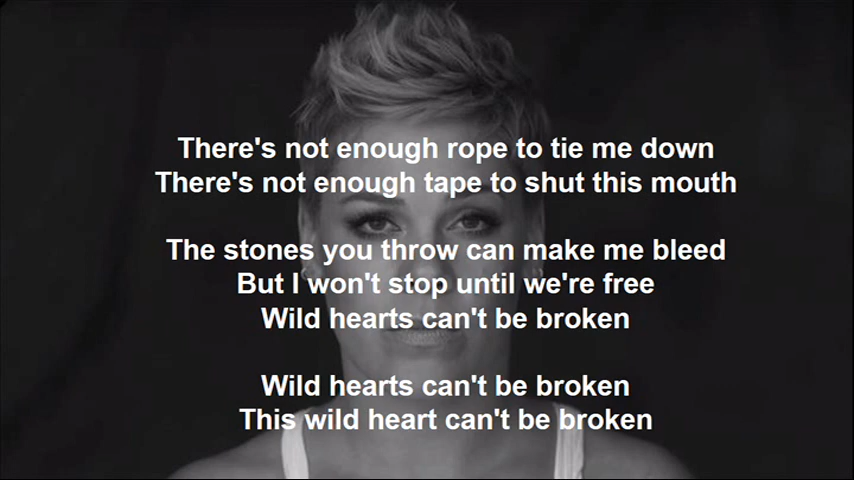 There's not enough rope to tie me down
There's not enough tape to shut this mouth
The stones you throw can make me bleed
But I won't stop until we're free
Wild hearts can't be broken
Wild hearts can't be broken
This wild heart can't be broken